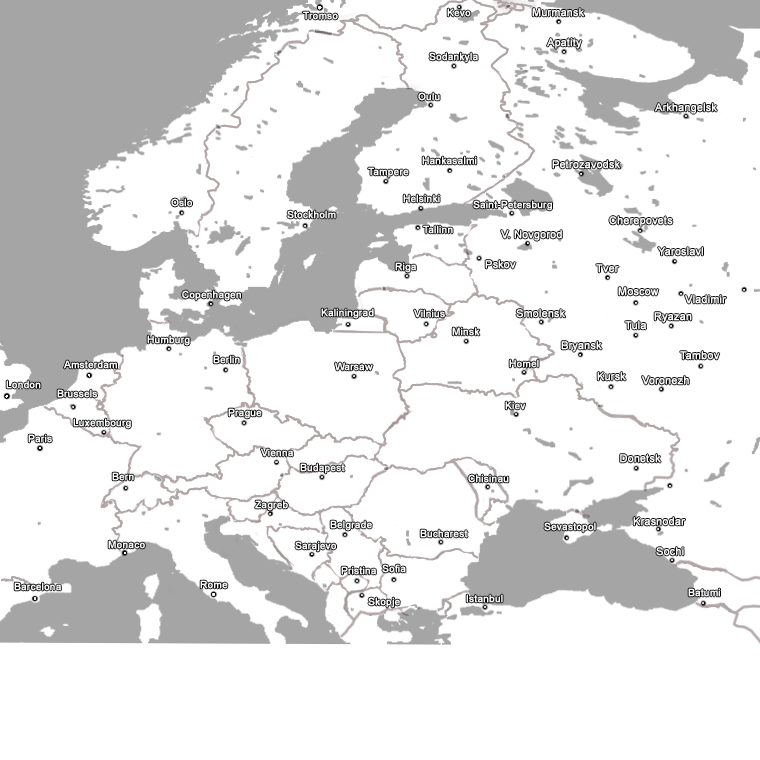 Tromso
Kevo
Murmansk
Apatity
Sodankyla
Oulu
Arkhangelsk
Hankasalmi
Petrozavodsk
Tampere
Oslo
Helsinki
Saint-Petersburg
Stockholm
Cherepovets
Tallinn
V. Novgorod
Yaroslavl
Riga
Pskov
Tver
Copenhagen
Moscow
Vladimir
Kaliningrad
Vilnius
Smolensk
Ryazan
Minsk
Tula
Humburg
Bryansk
Berlin
Tambov
Amsterdam
Warsaw
Homel
London
Kursk
Voronezh
Brussels
Kiev
Prague
Luxembourg
Paris
Vienna
Donetsk
Budapest
Bern
Chisinau
Zagreb
Belgrade
Krasnodar
Sevastopol
Bucharest
Monaco
Sarajevo
Sochi
Pristina
Sofia
Barcelona
Rome
Batumi
Skopje
Istanbul